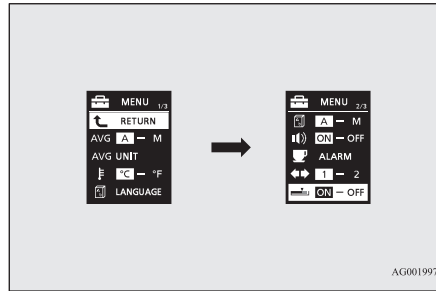 MENU 1/3
RETURN
AVG A – M
AVG UNIT
°C – °F
LANGUAGE
MENU 2/3
A – M
ON – OFF
ALARM
1 – 2
ON – OFF
AG001997